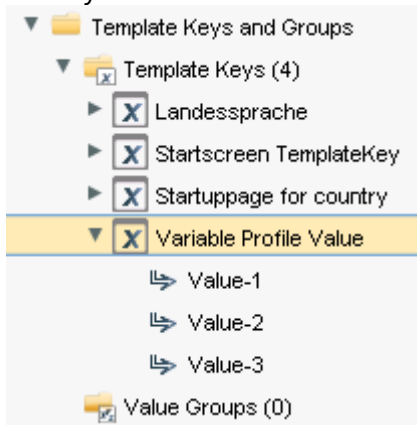 Template Keys and Groups
Template Keys (4)
Landessprache
Startscreen TemplateKey
Startuppage for country
Variable Profile Value
Value-1
Value-2
Value-3
Value Groups (0)